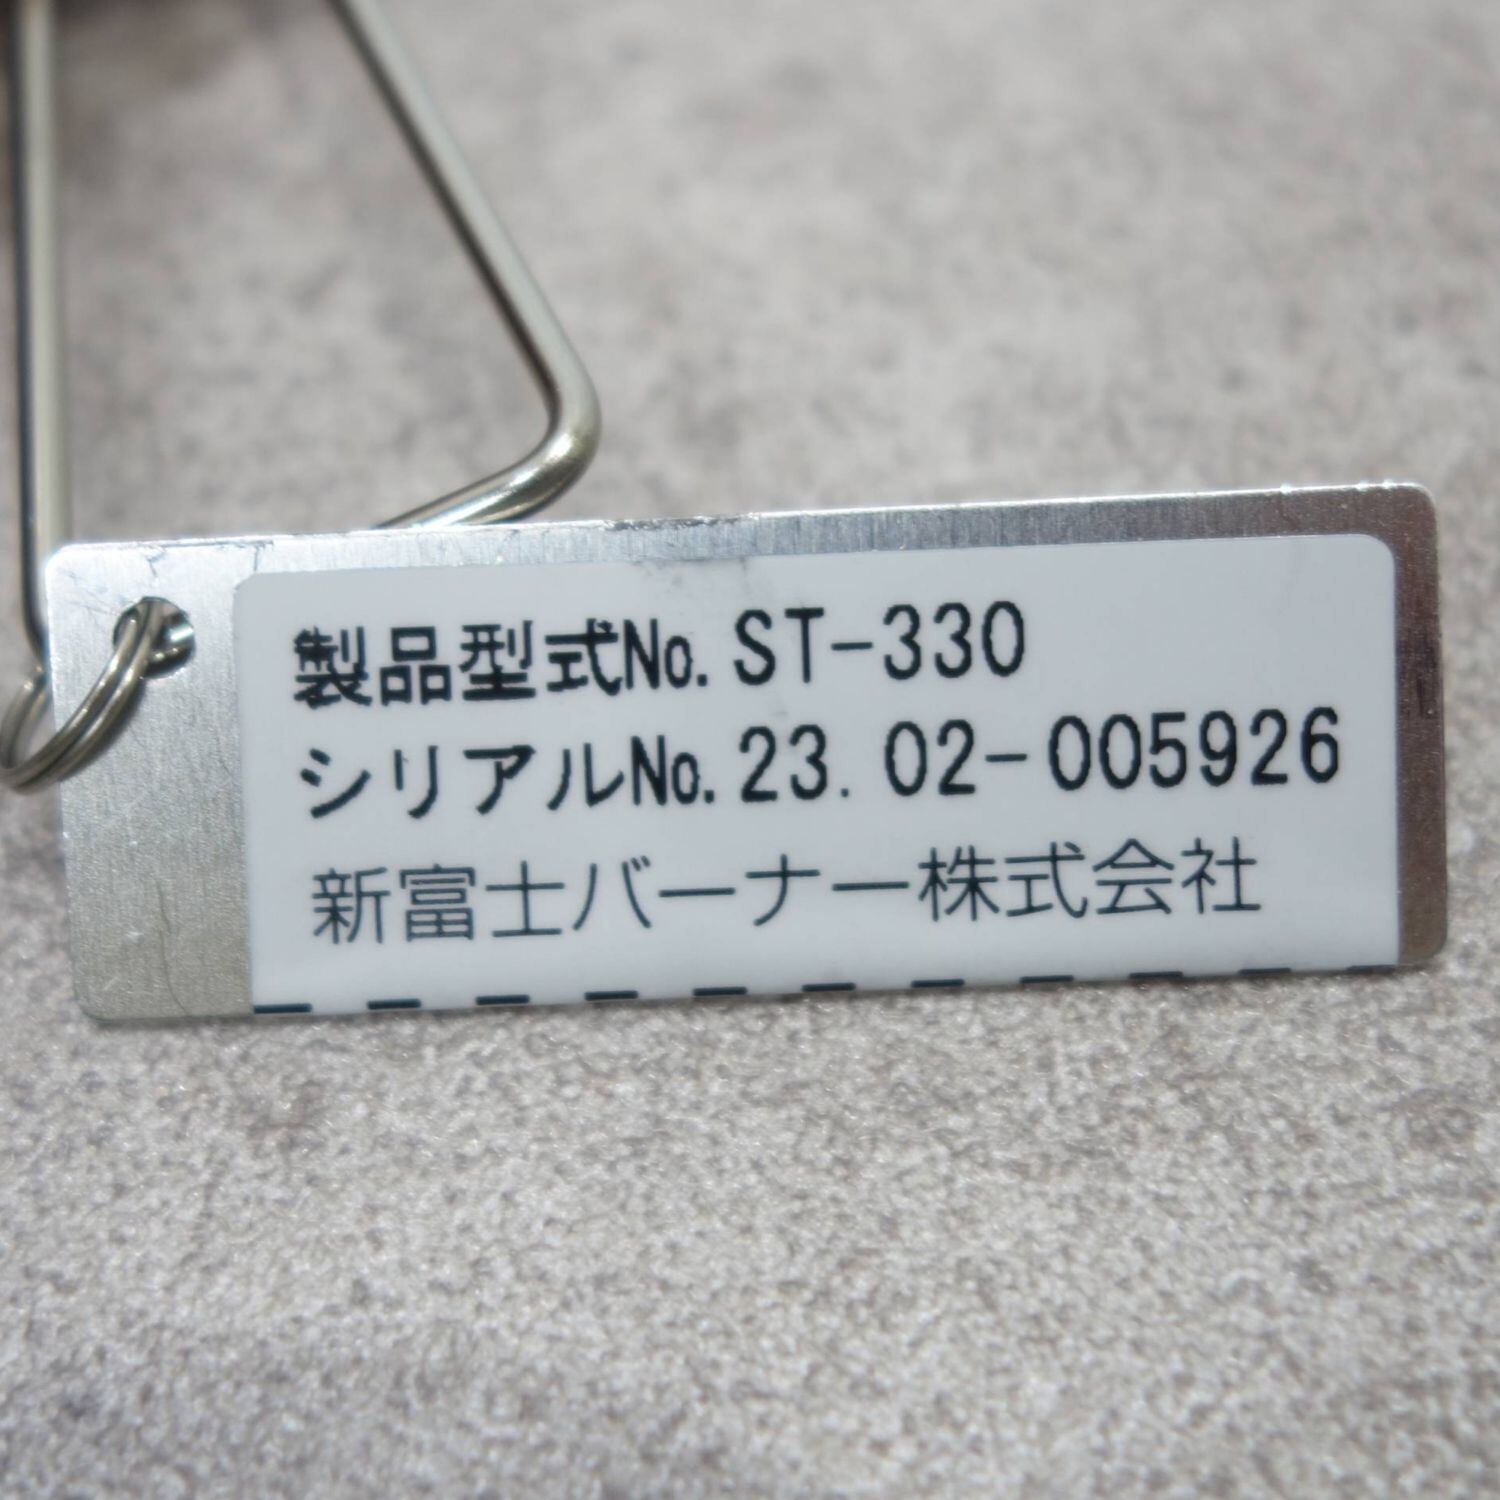 製品型式No.ST-330
シリアルNo.23.02-005926
新富士バーナー株式会社